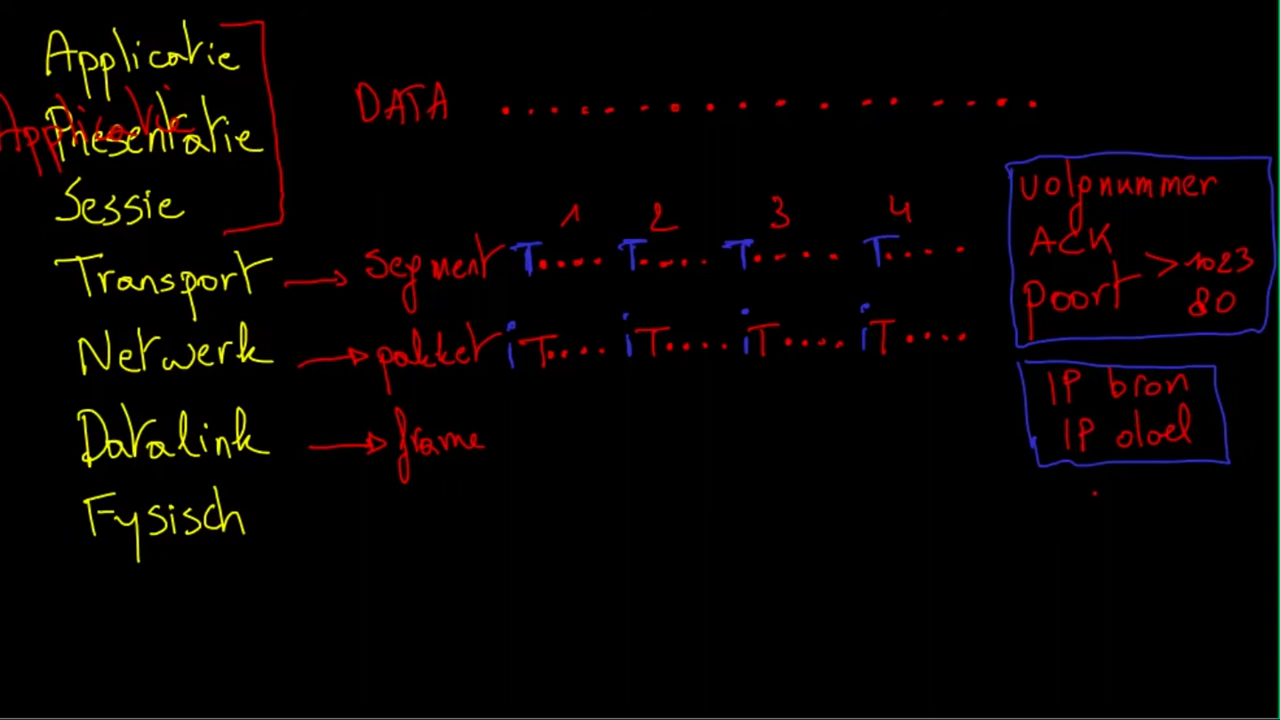 Applicatie
Applicatie
Presentatie
Sessie
Transport
Netwerk
Datalink
Fysisch
DATA ..................
1 2 3 4
segment T.... T.... T..... T....
pakket iT.... iT.... iT..... iT....
frame
volgnummer
ACK
poort >1023
80
IP bron
IP doel